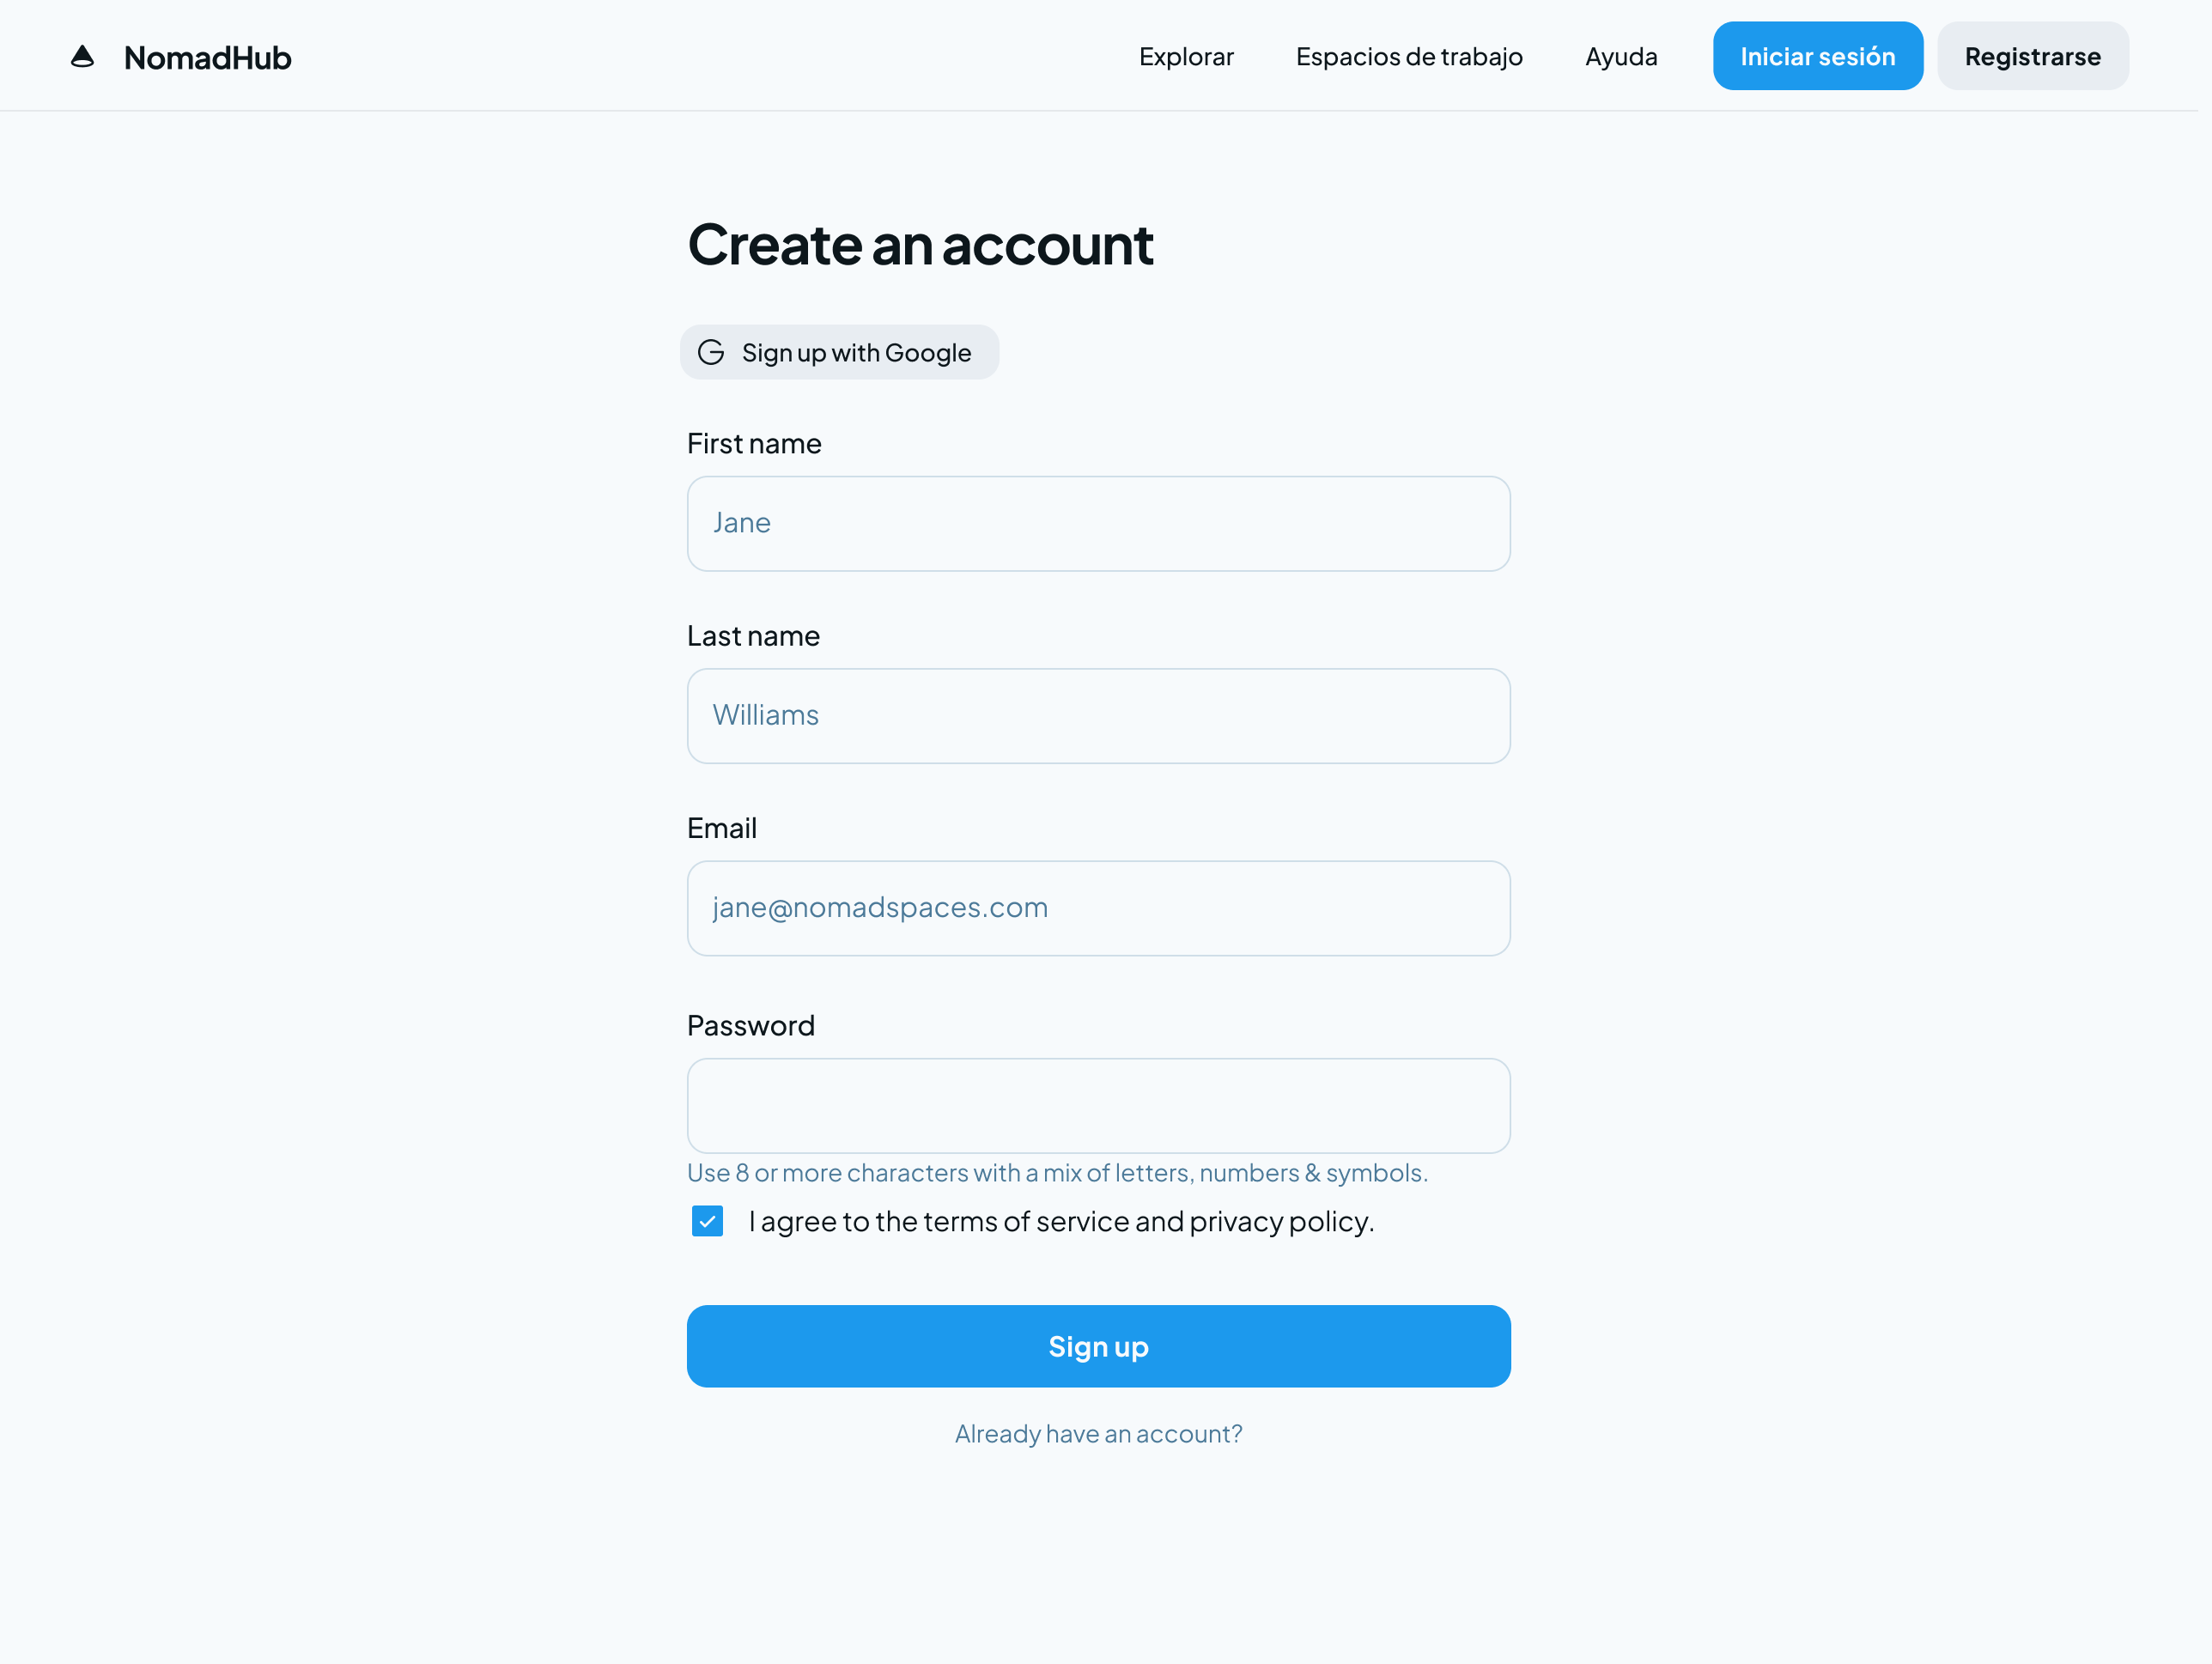 NomadHub
Explorar
Espacios de trabajo
Ayuda
Iniciar sesión
Registrarse
Create an account
Sign up with Google
First name
Jane
Last name
Williams
Email
jane@nomadspaces.com
Password
Use 8 or more characters with a mix of letters, numbers & symbols.
I agree to the terms of service and privacy policy.
Sign up
Already have an account?